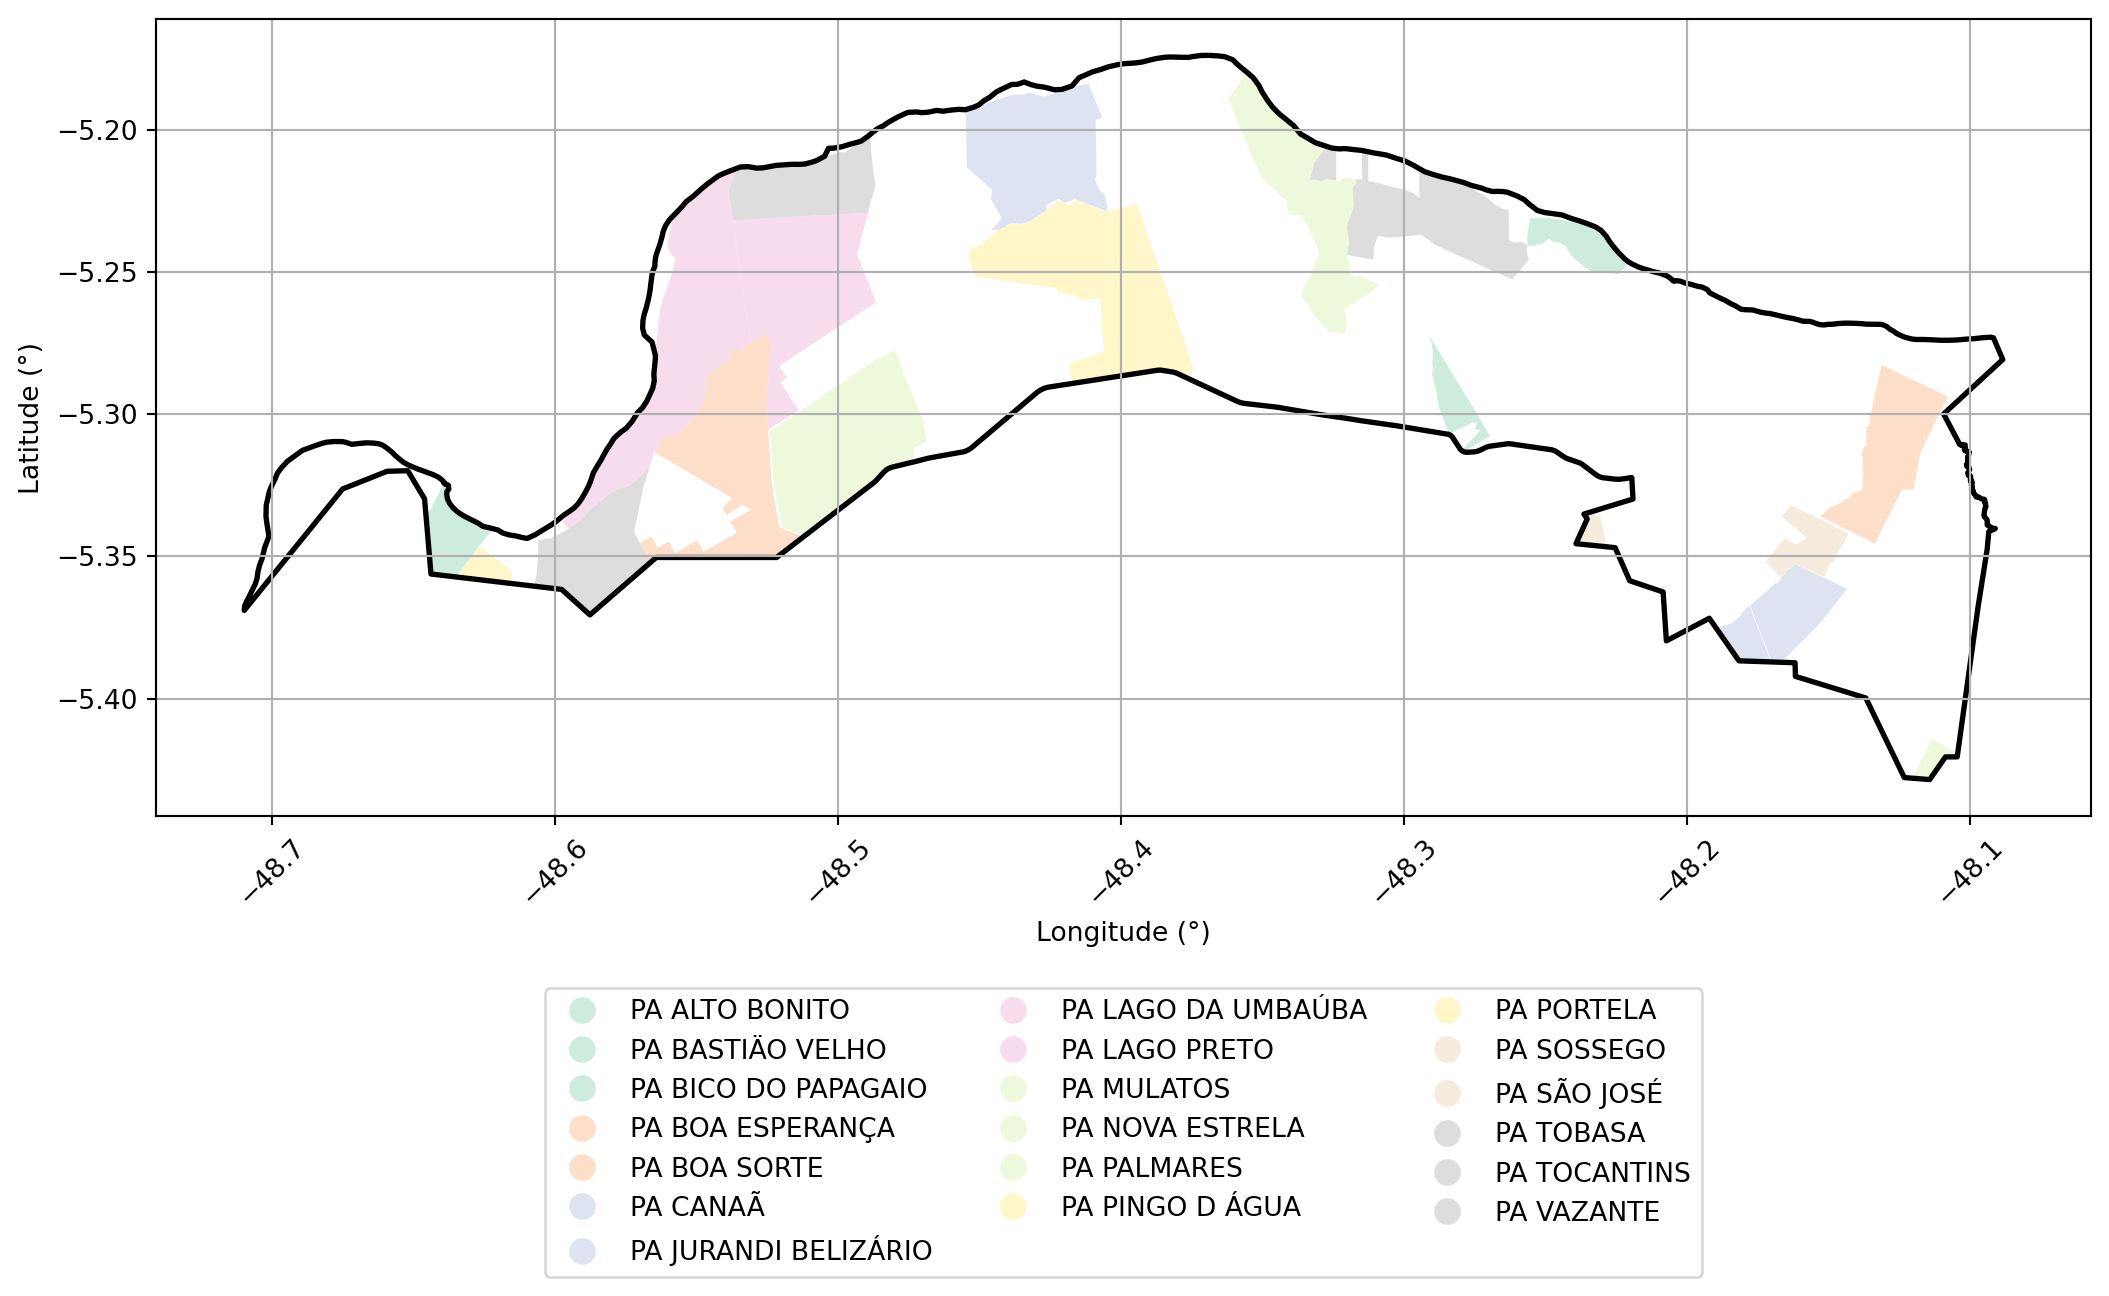 Latitude (°)
−5.20
−5.25
−5.30
−5.35
−5.40
−48.7
−48.6
−48.5
−48.4
−48.3
−48.2
−48.1
Longitude (°)
PA ALTO BONITO
PA BASTIÃO VELHO
PA BICO DO PAPAGAIO
PA BOA ESPERANÇA
PA BOA SORTE
PA CANAÃ
PA JURANDI BELIZÁRIO
PA LAGO DA UMBAÚBA
PA LAGO PRETO
PA MULATOS
PA NOVA ESTRELA
PA PALMARES
PA PINGO D ÁGUA
PA PORTELA
PA SOSSEGO
PA SÃO JOSÉ
PA TOBASA
PA TOCANTINS
PA VAZANTE